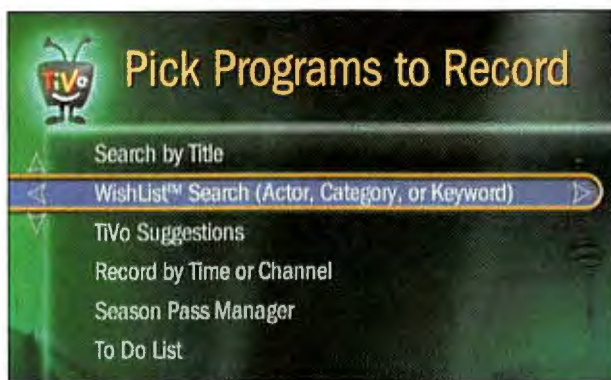 TiVo
Pick Programs to Record
Search by Title
WishList™ Search (Actor, Category, or Keyword)
TiVo Suggestions
Record by Time or Channel
Season Pass Manager
To Do List